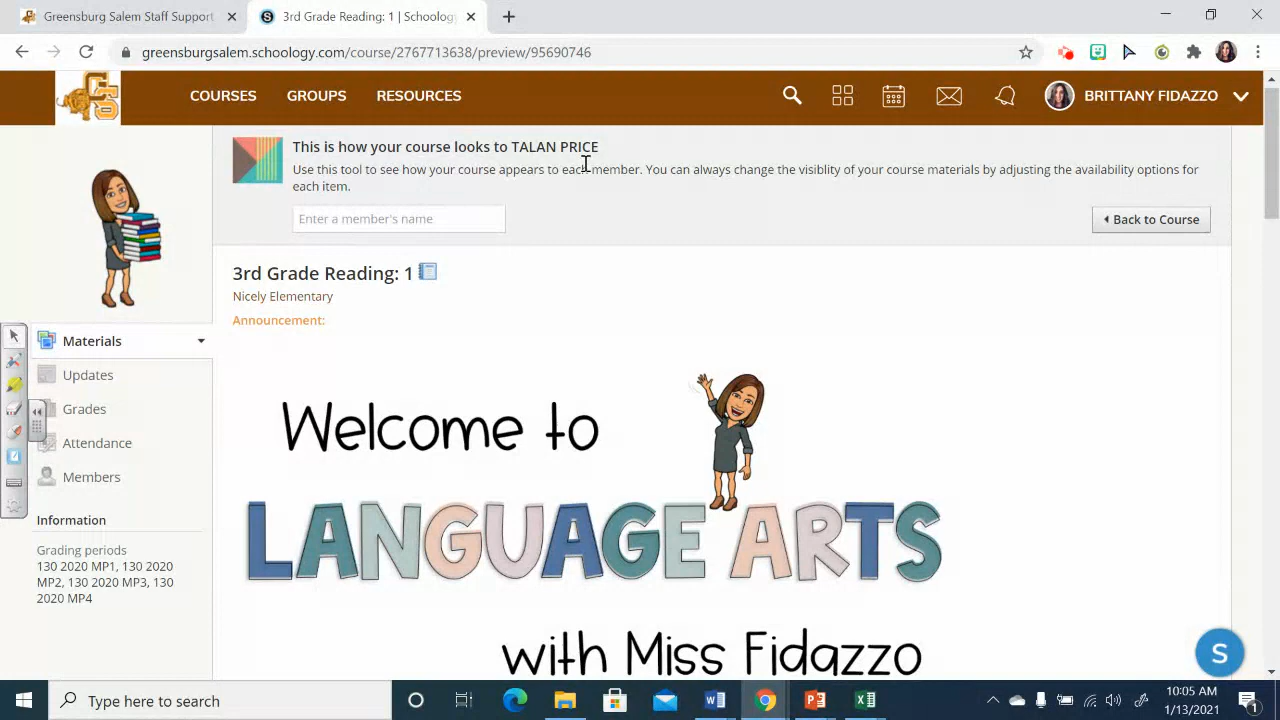 Greensburg Salem Staff Support
3rd Grade Reading: 1 | Schoology
greensburgsalem.schoology.com/course/2767713638/preview/95690746
GS
COURSES GROUPS RESOURCES BRITTANY FIDAZZO
This is how your course looks to TALAN PRICE
Use this tool to see how your course appears to each member. You can always change the visiblity of your course materials by adjusting the availability options for
each item.
Enter a member's name
Back to Course
3rd Grade Reading: 1
Nicely Elementary
Announcement:
Materials
Updates
Grades
Attendance
Members
Information
Grading periods
130 2020 MP1, 130 2020
MP2, 130 2020 MP3, 130
2020 MP4
Welcome to
LANGUAGE ARTS
with Miss Fidazzo
S
Type here to search
10:05 AM
1/13/2021